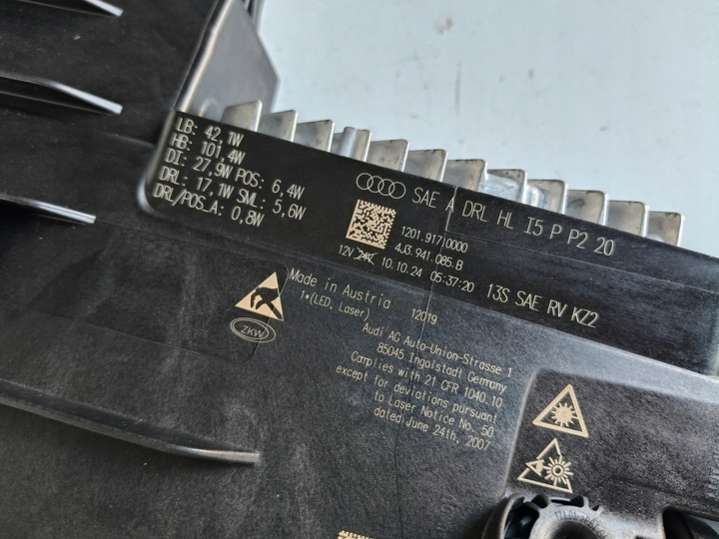 LB: 42,1W
HB: 101,4W
DI: 27,9W POS: 6,4W
DRL: 17,1W SML: 5,6W
DRL/POS_A: 0,8W
SAE A DRL HL I5 P P2 20
1201.917|0000
4J3.941.085.B
12V 24V 10.10.24 05:37:20 13S SAE RV KZ2
Made in Austria
1*(LED, Laser) 12019
ZKW
Audi AG Auto-Union-Strasse 1
85045 Ingolstadt Germany
Complies with 21 CFR 1040.10
except for deviations pursuant
to Laser Notice No. 50
dated June 24th, 2007